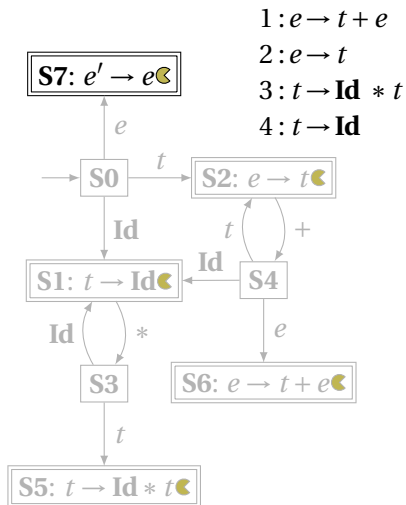 1 : e → t + e
2 : e → t
3 : t → Id ∗ t
4 : t → Id
S7: e′ → e
e
S0
t
S2: e → t
Id
t
+
S1: t → Id
Id
S4
Id
∗
e
S3
S6: e → t + e
t
S5: t → Id ∗ t